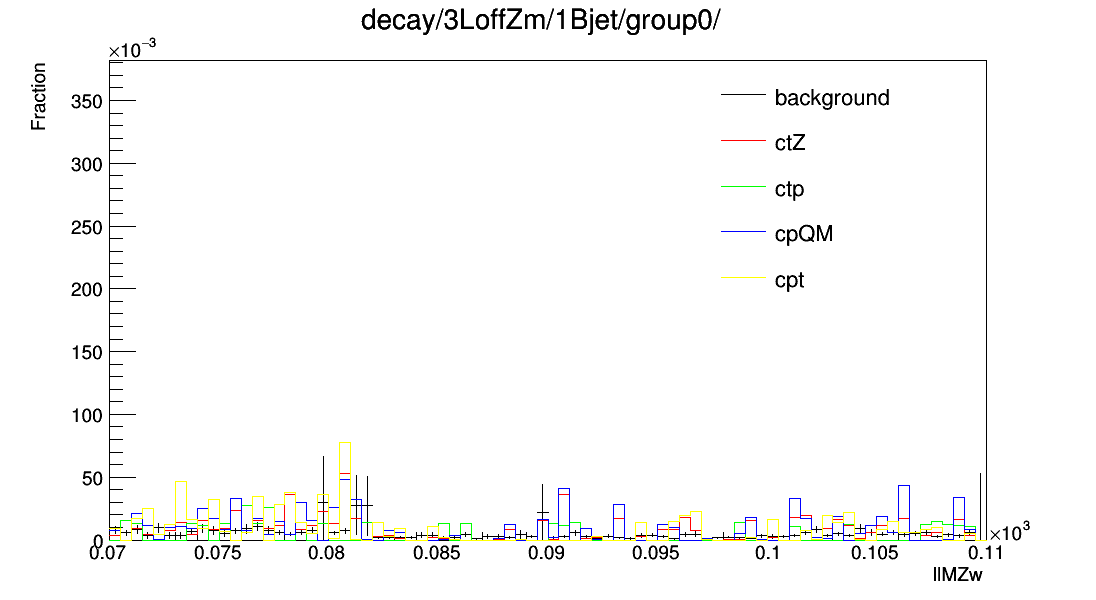 decay/3LoffZm/1Bjet/group0/
×10⁻³
Fraction
350
300
250
200
150
100
50
0
background
ctZ
ctp
cpQM
cpt
0.07 0.075 0.08 0.085 0.09 0.095 0.1 0.105 0.11
×10³
llMZw